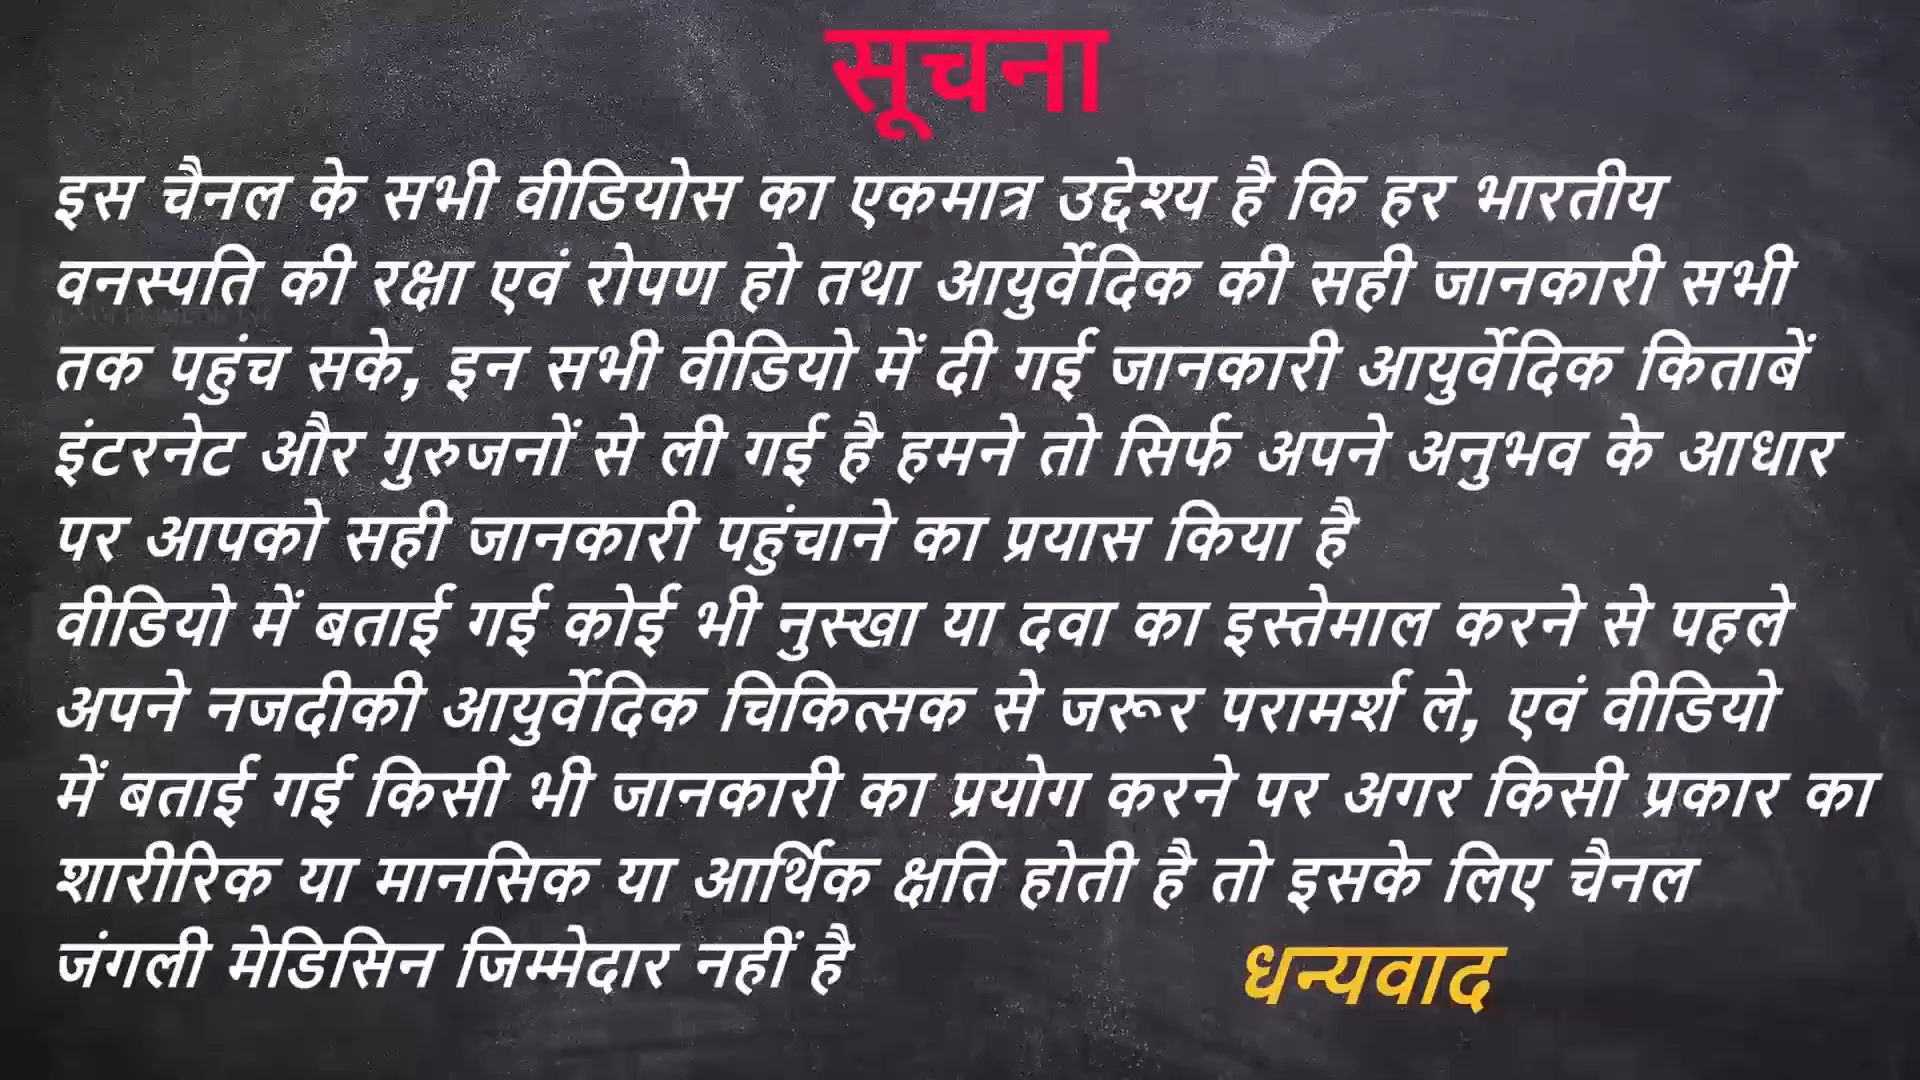 सूचना
इस चैनल के सभी वीडियोस का एकमात्र उद्देश्य है कि हर भारतीय
वनस्पति की रक्षा एवं रोपण हो तथा आयुर्वेदिक की सही जानकारी सभी
तक पहुंच सके, इन सभी वीडियो में दी गई जानकारी आयुर्वेदिक किताबें
इंटरनेट और गुरुजनों से ली गई है हमने तो सिर्फ अपने अनुभव के आधार
पर आपको सही जानकारी पहुंचाने का प्रयास किया है
वीडियो में बताई गई कोई भी नुस्खा या दवा का इस्तेमाल करने से पहले
अपने नजदीकी आयुर्वेदिक चिकित्सक से जरूर परामर्श ले, एवं वीडियो
में बताई गई किसी भी जानकारी का प्रयोग करने पर अगर किसी प्रकार का
शारीरिक या मानसिक या आर्थिक क्षति होती है तो इसके लिए चैनल
जंगली मेडिसिन जिम्मेदार नहीं है
धन्यवाद